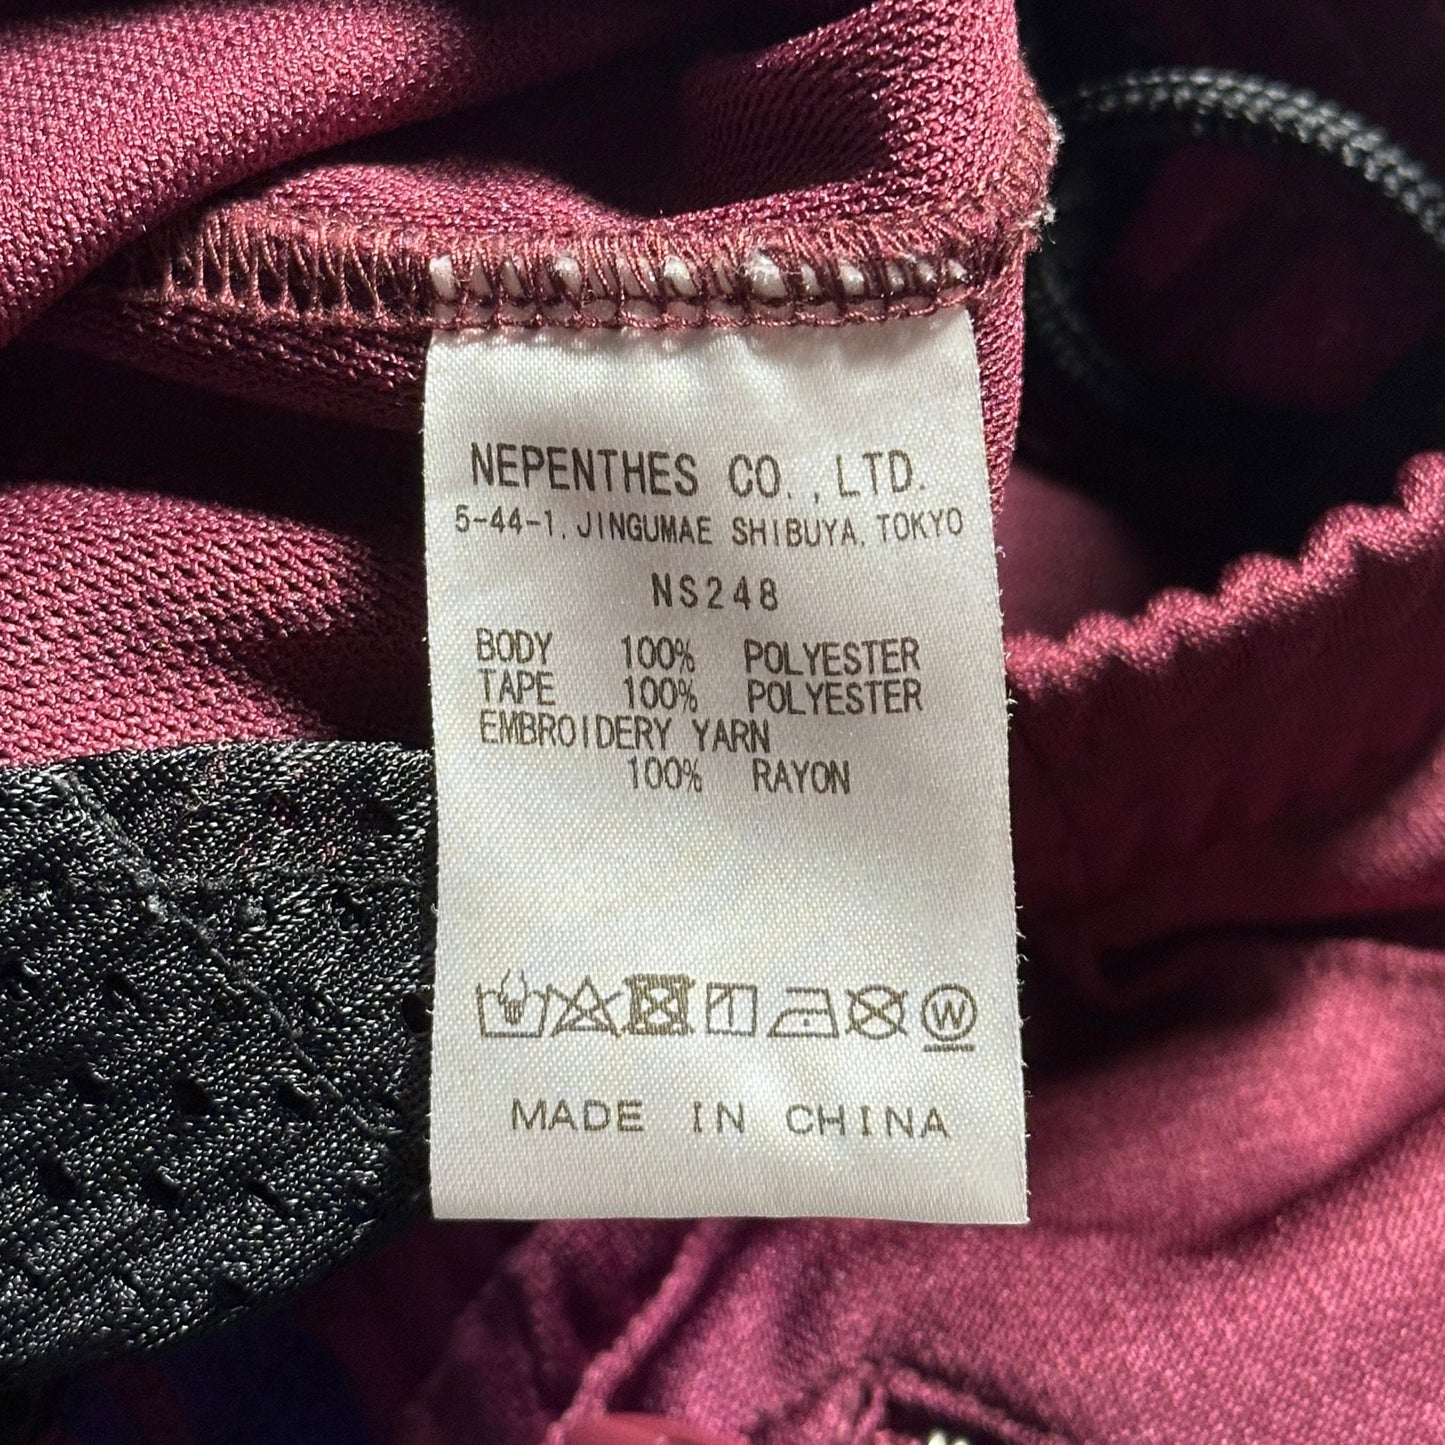 NEPENTHES CO.,LTD.
5-44-1, JINGUMAE SHIBUYA, TOKYO
NS248
BODY 100% POLYESTER
TAPE 100% POLYESTER
EMBROIDERY YARN
100% RAYON
W
MADE IN CHINA